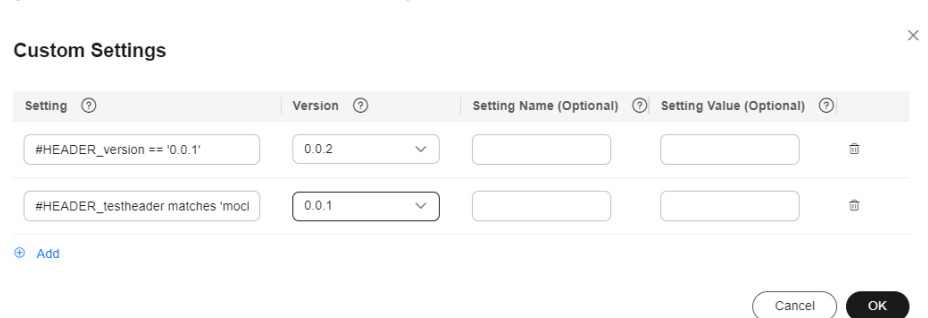 Custom Settings
Setting Version Setting Name (Optional) Setting Value (Optional)
#HEADER_version == '0.0.1' 0.0.2
#HEADER_testheader matches 'mocl 0.0.1
Add
Cancel OK